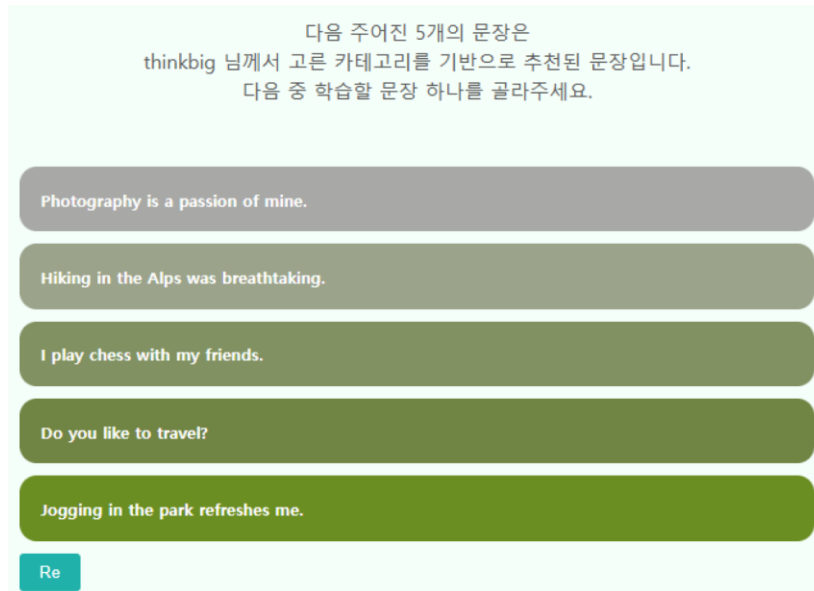 다음 주어진 5개의 문장은
thinkbig 님께서 고른 카테고리를 기반으로 추천된 문장입니다.
다음 중 학습할 문장 하나를 골라주세요.
Photography is a passion of mine.
Hiking in the Alps was breathtaking.
I play chess with my friends.
Do you like to travel?
Jogging in the park refreshes me.
Re